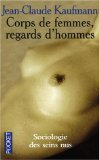 Jean-Claude Kaufmann
Corps de femmes,
regards d'hommes
Sociologie
des seins nus
POCKET